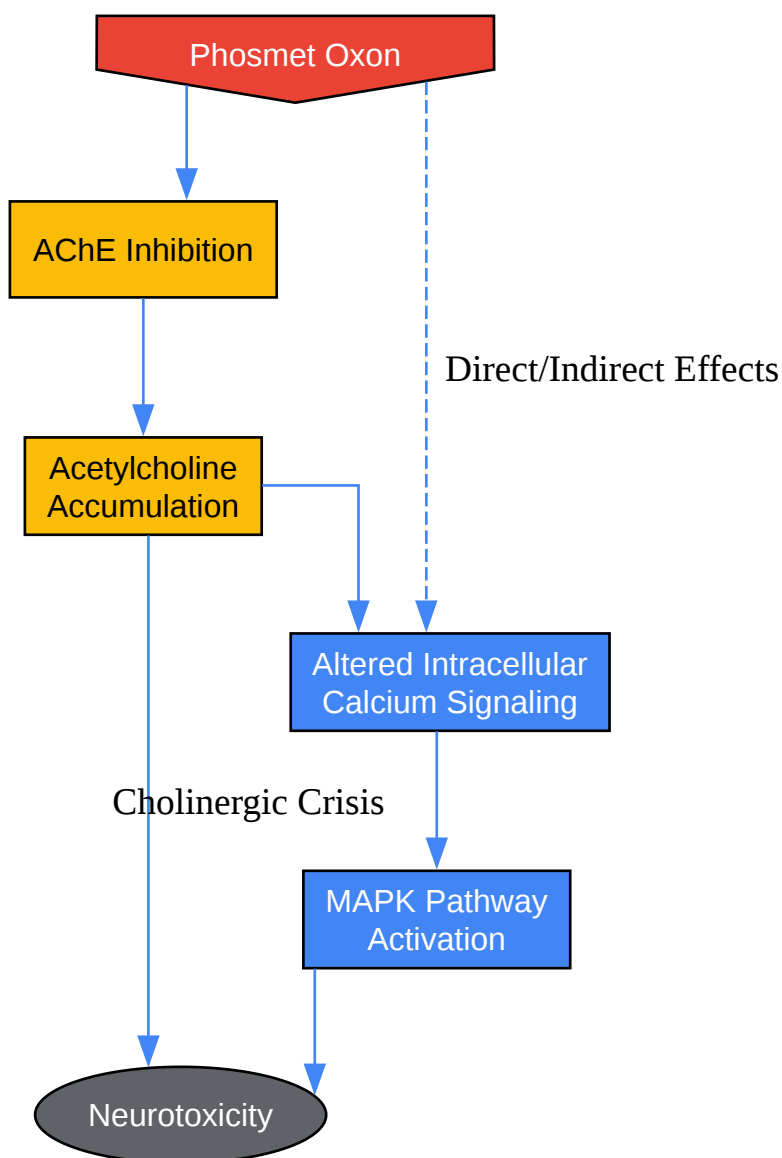 Phosmet Oxon
AChE Inhibition
Direct/Indirect Effects
Acetylcholine
Accumulation
Altered Intracellular
Calcium Signaling
Cholinergic Crisis
MAPK Pathway
Activation
Neurotoxicity